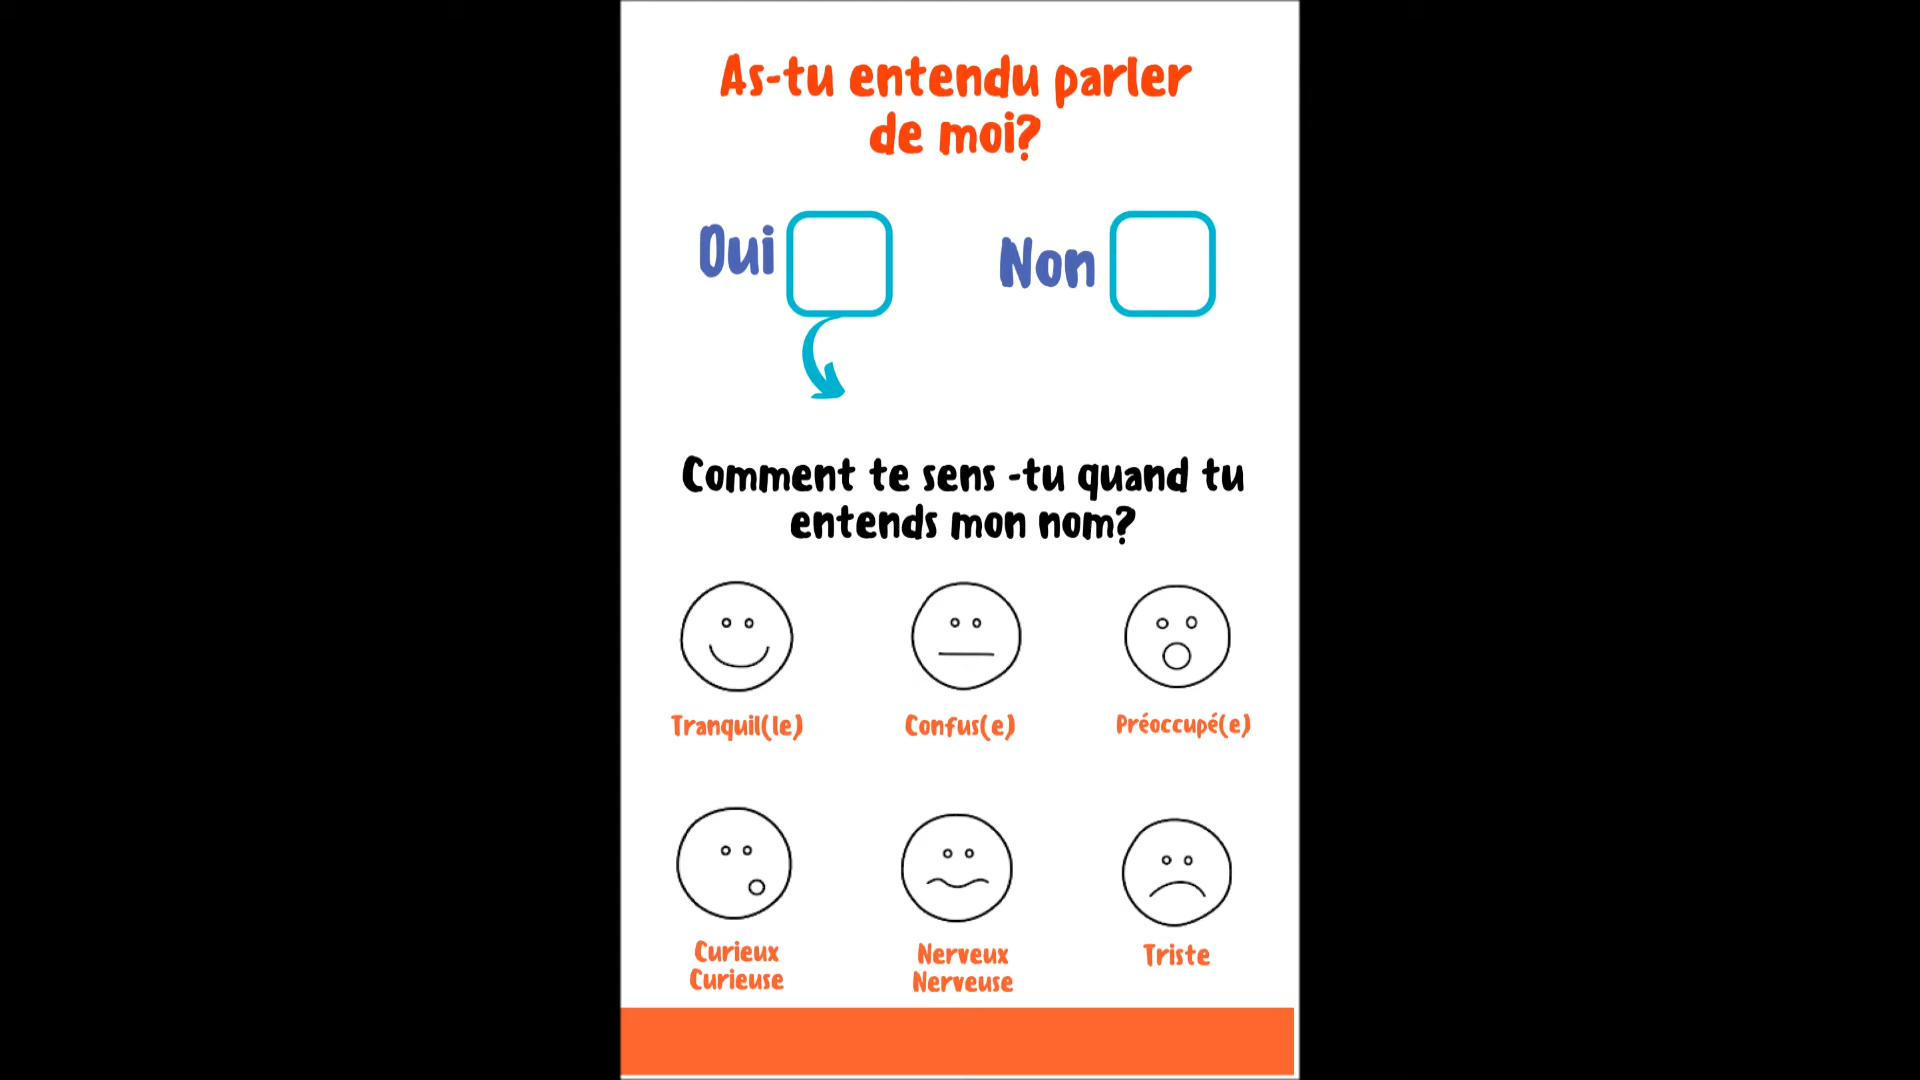 As-tu entendu parler
de moi?
Oui
Non
Comment te sens -tu quand tu
entends mon nom?
Tranquil(le)
Confus(e)
Préoccupé(e)
Curieux
Curieuse
Nerveux
Nerveuse
Triste